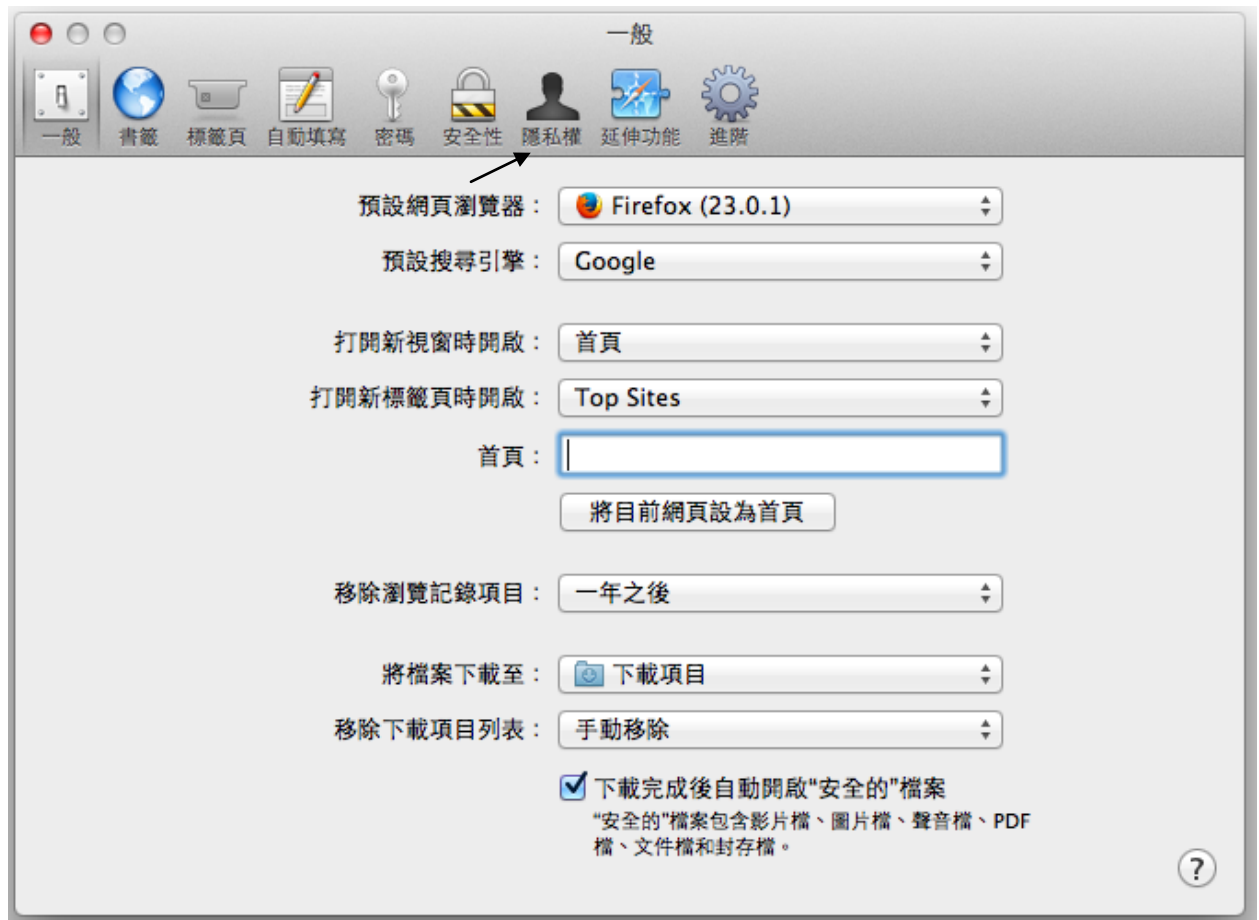 一般
一般 書籤 標籤頁 自動填寫 密碼 安全性 隱私權 延伸功能 進階
預設網頁瀏覽器： Firefox (23.0.1)
預設搜尋引擎： Google
打開新視窗時開啟： 首頁
打開新標籤頁時開啟： Top Sites
首頁：
將目前網頁設為首頁
移除瀏覽記錄項目： 一年之後
將檔案下載至： 下載項目
移除下載項目列表： 手動移除
下載完成後自動開啟“安全的”檔案
“安全的”檔案包含影片檔、圖片檔、聲音檔、PDF
檔、文件檔和封存檔。
?